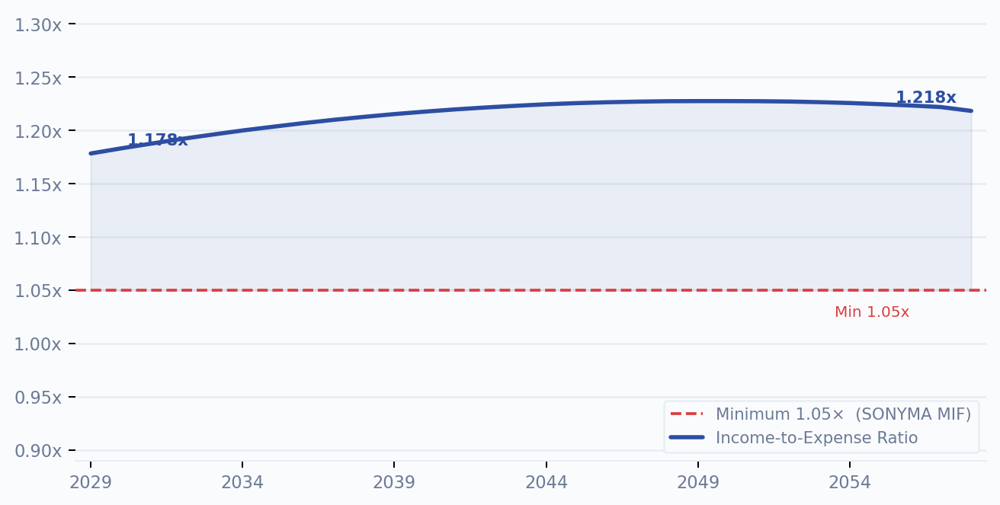 1.30x
1.25x
1.218x
1.20x
1.178x
1.15x
1.10x
1.05x
Min 1.05x
1.00x
0.95x
Minimum 1.05× (SONYMA MIF)
Income-to-Expense Ratio
0.90x
2029 2034 2039 2044 2049 2054